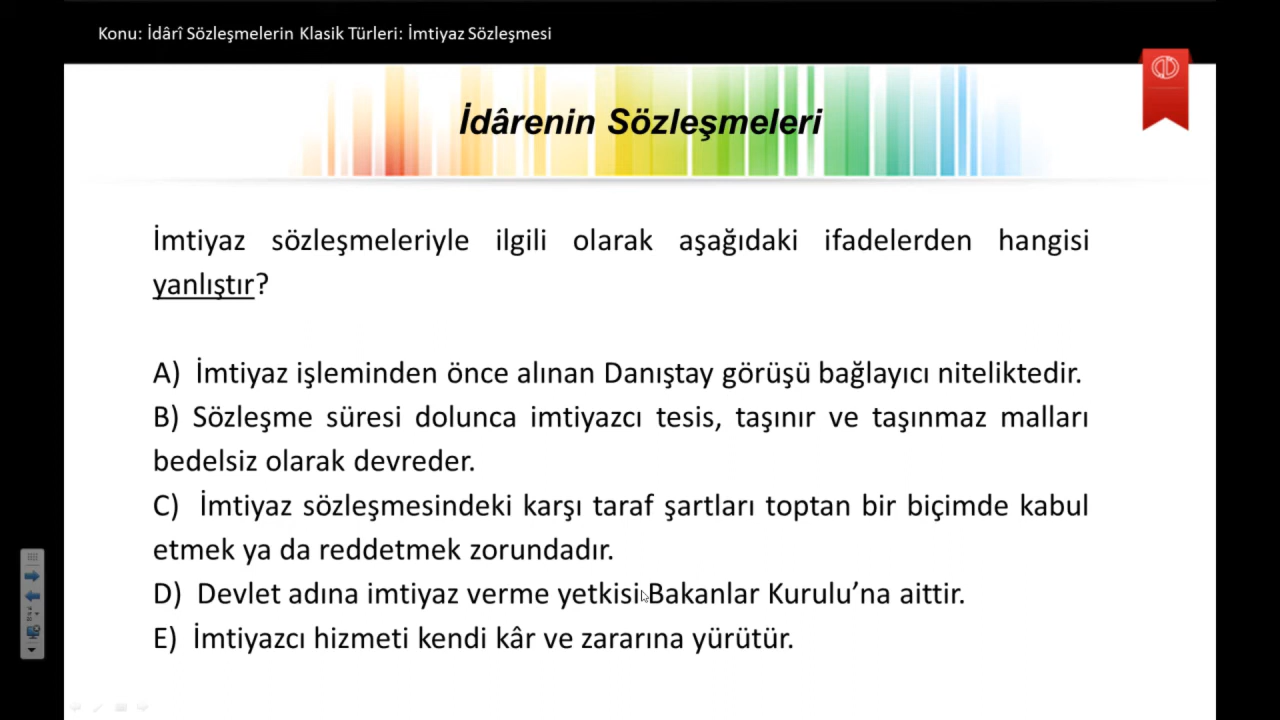 Konu: İdârî Sözleşmelerin Klasik Türleri: İmtiyaz Sözleşmesi
İdârenin Sözleşmeleri
İmtiyaz sözleşmeleriyle ilgili olarak aşağıdaki ifadelerden hangisi
yanlıştır?
A) İmtiyaz işleminden önce alınan Danıştay görüşü bağlayıcı niteliktedir.
B) Sözleşme süresi dolunca imtiyazcı tesis, taşınır ve taşınmaz malları
bedelsiz olarak devreder.
C) İmtiyaz sözleşmesindeki karşı taraf şartları toptan bir biçimde kabul
etmek ya da reddetmek zorundadır.
D) Devlet adına imtiyaz verme yetkisi Bakanlar Kurulu’na aittir.
E) İmtiyazcı hizmeti kendi kâr ve zararına yürütür.